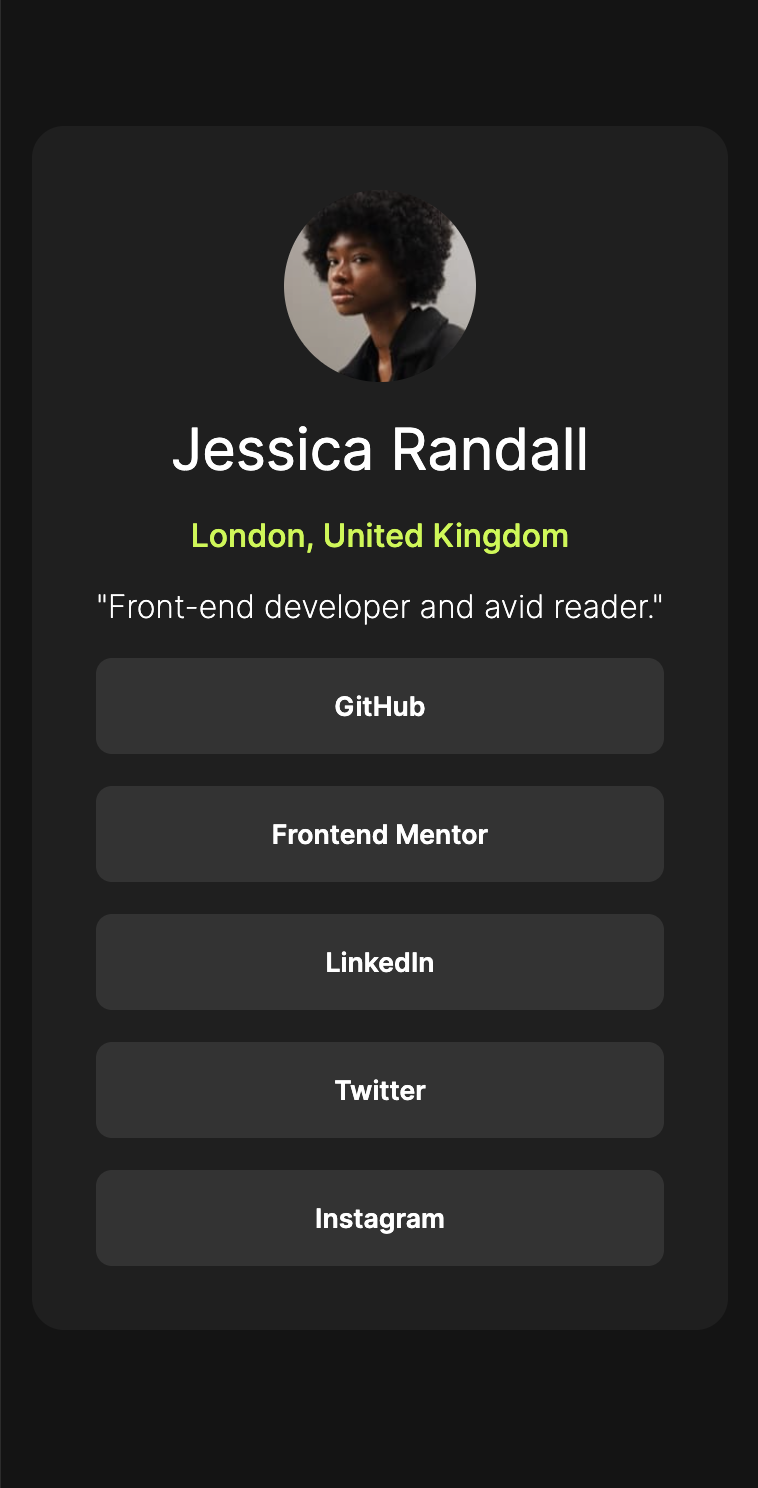 Jessica Randall
London, United Kingdom
"Front-end developer and avid reader."
GitHub
Frontend Mentor
LinkedIn
Twitter
Instagram